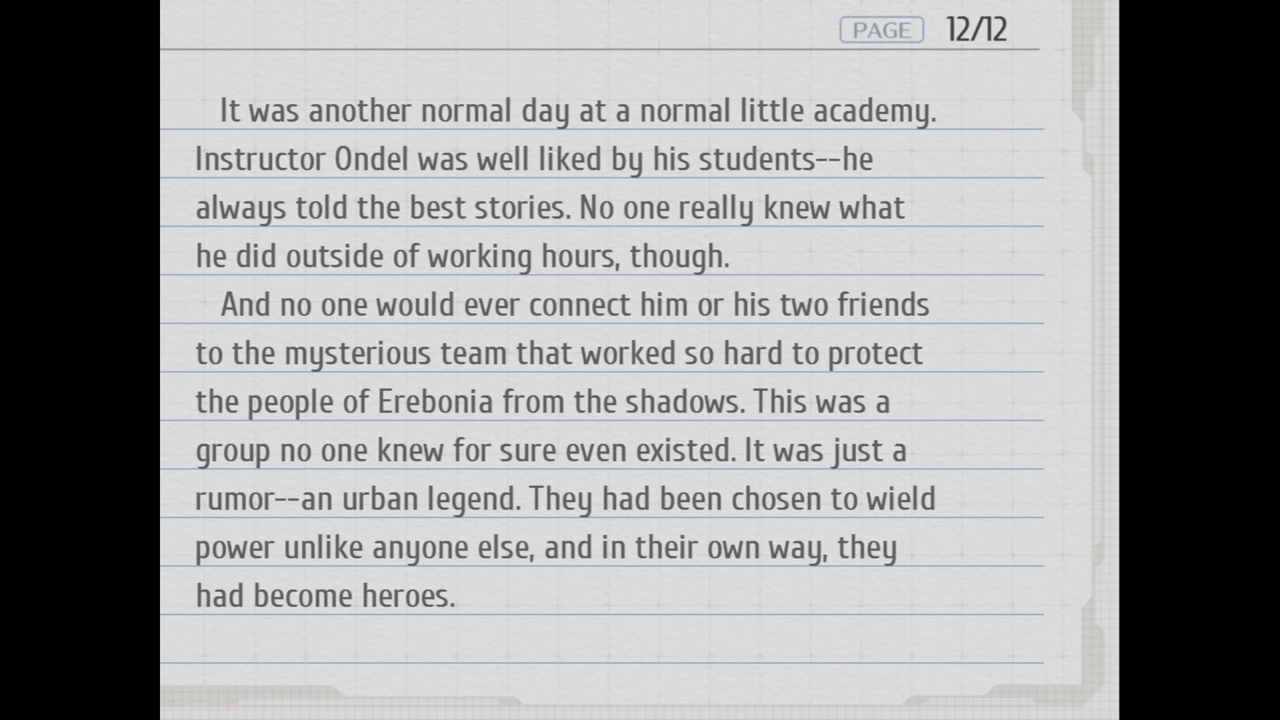 PAGE 12/12
It was another normal day at a normal little academy.
Instructor Ondel was well liked by his students--he
always told the best stories. No one really knew what
he did outside of working hours, though.
And no one would ever connect him or his two friends
to the mysterious team that worked so hard to protect
the people of Erebonia from the shadows. This was a
group no one knew for sure even existed. It was just a
rumor--an urban legend. They had been chosen to wield
power unlike anyone else, and in their own way, they
had become heroes.